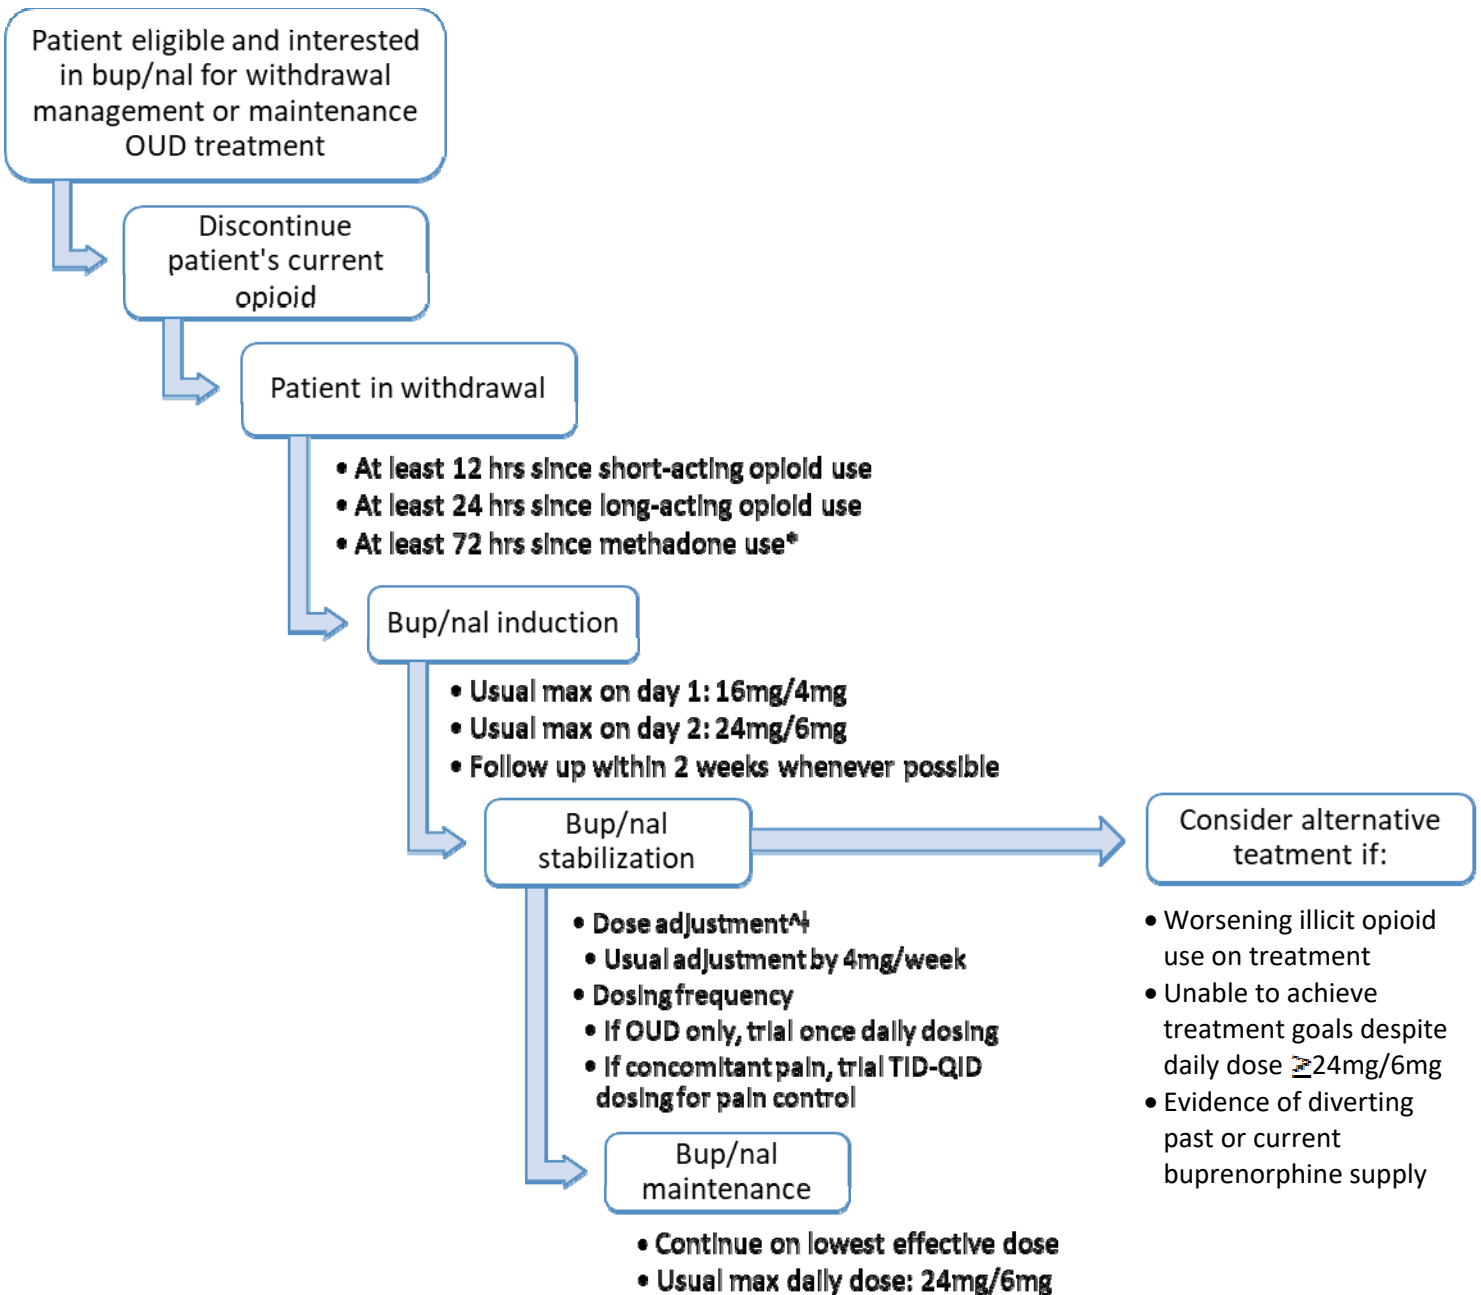 Patient eligible and interested
in bup/nal for withdrawal
management or maintenance
OUD treatment
Discontinue
patient's current
opioid
Patient in withdrawal
• At least 12 hrs since short-acting opioid use
• At least 24 hrs since long-acting opioid use
• At least 72 hrs since methadone use*
Bup/nal induction
• Usual max on day 1: 16mg/4mg
• Usual max on day 2: 24mg/6mg
• Follow up within 2 weeks whenever possible
Bup/nal
stabilization
• Dose adjustment^ɫ
• Usual adjustment by 4mg/week
• Dosing frequency
• If OUD only, trial once daily dosing
• If concomitant pain, trial TID-QID
dosing for pain control
Bup/nal
maintenance
• Continue on lowest effective dose
• Usual max daily dose: 24mg/6mg
Consider alternative
teatment if:
• Worsening illicit opioid
use on treatment
• Unable to achieve
treatment goals despite
daily dose ≥24mg/6mg
• Evidence of diverting
past or current
buprenorphine supply